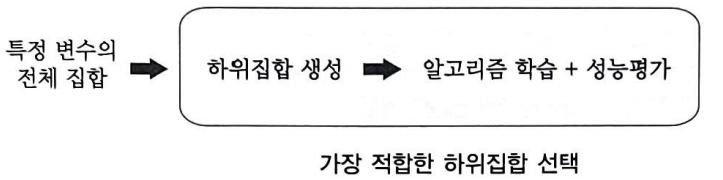 특정 변수의
전체 집합
하위집합 생성
알고리즘 학습 + 성능평가
가장 적합한 하위집합 선택